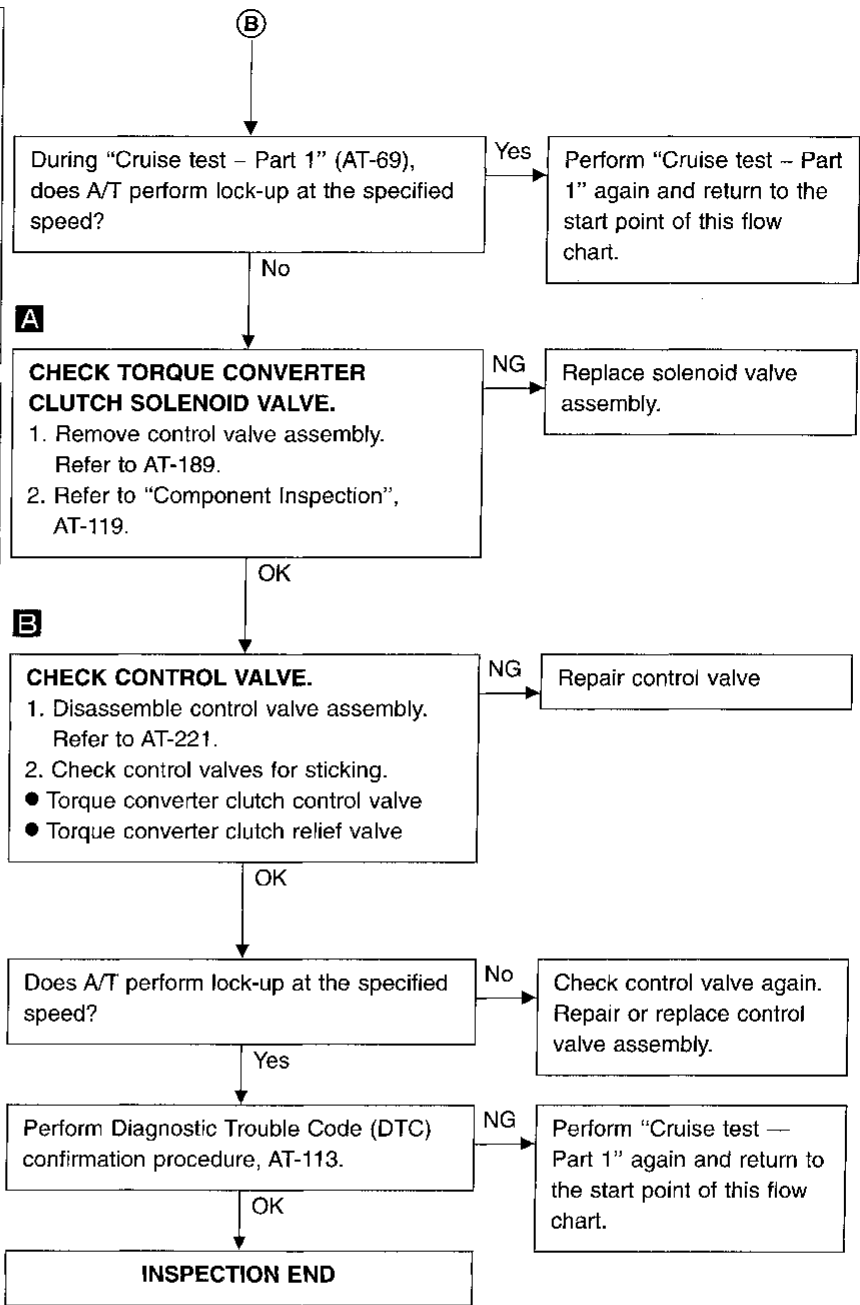 B
During “Cruise test – Part 1” (AT-69),
does A/T perform lock-up at the specified
speed?
Yes
Perform “Cruise test – Part
1” again and return to the
start point of this flow
chart.
No
A
CHECK TORQUE CONVERTER
CLUTCH SOLENOID VALVE.
1. Remove control valve assembly.
Refer to AT-189.
2. Refer to “Component Inspection”,
AT-119.
NG
Replace solenoid valve
assembly.
OK
B
CHECK CONTROL VALVE.
1. Disassemble control valve assembly.
Refer to AT-221.
2. Check control valves for sticking.
● Torque converter clutch control valve
● Torque converter clutch relief valve
NG
Repair control valve
OK
Does A/T perform lock-up at the specified
speed?
No
Check control valve again.
Repair or replace control
valve assembly.
Yes
Perform Diagnostic Trouble Code (DTC)
confirmation procedure, AT-113.
NG
Perform “Cruise test —
Part 1” again and return to
the start point of this flow
chart.
OK
INSPECTION END